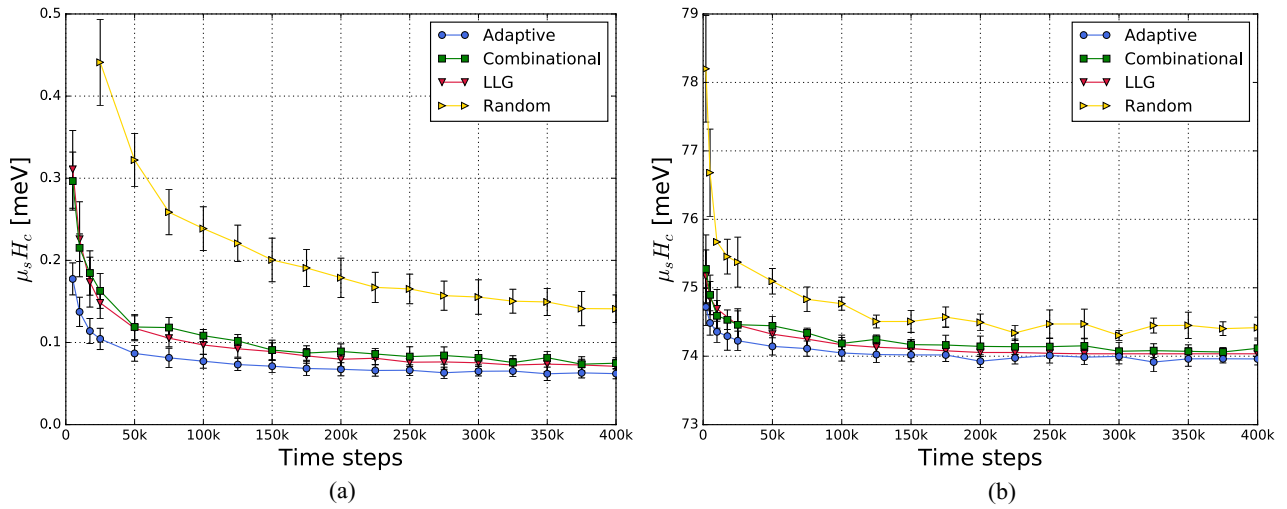 0.5
0.4
0.3
0.2
0.1
0.0
μₛH꜀ [meV]
0 50k 100k 150k 200k 250k 300k 350k 400k
Time steps
Adaptive
Combinational
LLG
Random
(a)
79
78
77
76
75
74
73
μₛH꜀ [meV]
0 50k 100k 150k 200k 250k 300k 350k 400k
Time steps
Adaptive
Combinational
LLG
Random
(b)